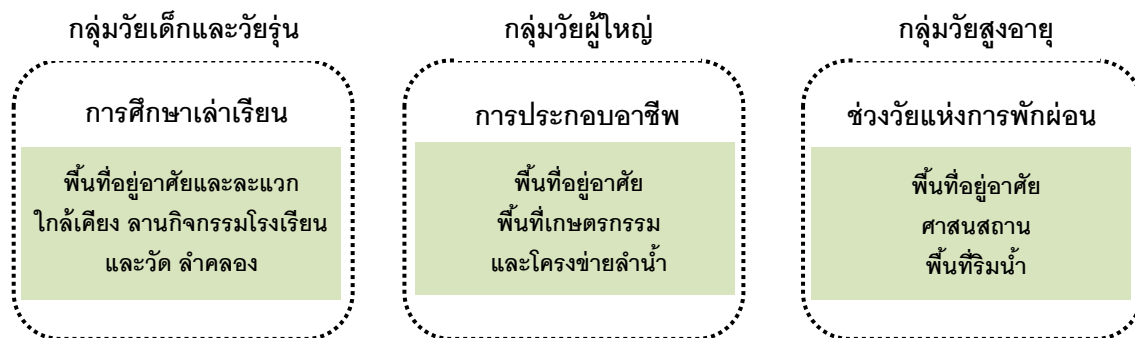 กลุ่มวัยเด็กและวัยรุ่น
การศึกษาเล่าเรียน
พื้นที่อยู่อาศัยและละแวก
ใกล้เคียง ลานกิจกรรมโรงเรียน
และวัด ลำคลอง
กลุ่มวัยผู้ใหญ่
การประกอบอาชีพ
พื้นที่อยู่อาศัย
พื้นที่เกษตรกรรม
และโครงข่ายลำน้ำ
กลุ่มวัยสูงอายุ
ช่วงวัยแห่งการพักผ่อน
พื้นที่อยู่อาศัย
ศาสนสถาน
พื้นที่ริมน้ำ